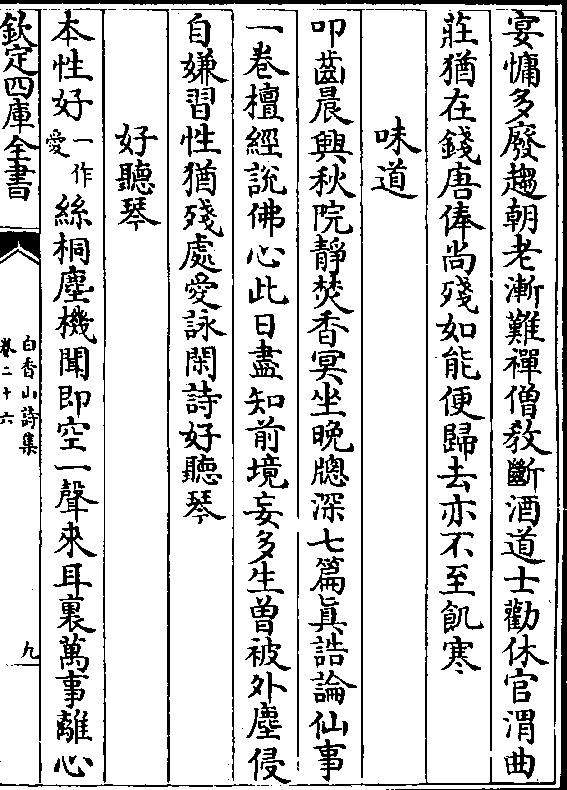 宴慵多廢趨朝老漸難禪僧教斷酒道士勸休官渭曲
莊猶在錢唐俸尚殘如能便歸去亦不至飢寒
味道
叩齒晨興秋院靜焚香冥坐晚牕深七篇真誥論仙事
一卷檀經說佛心此日盡知前境妄多生曽被外塵侵
自嫌習性猶殘處愛詠閑詩好聽琴
好聽琴
本性好一作愛絲桐塵機聞即空一聲來耳裏萬事離心
欽定四庫全書
白香山詩集
卷二十六
九